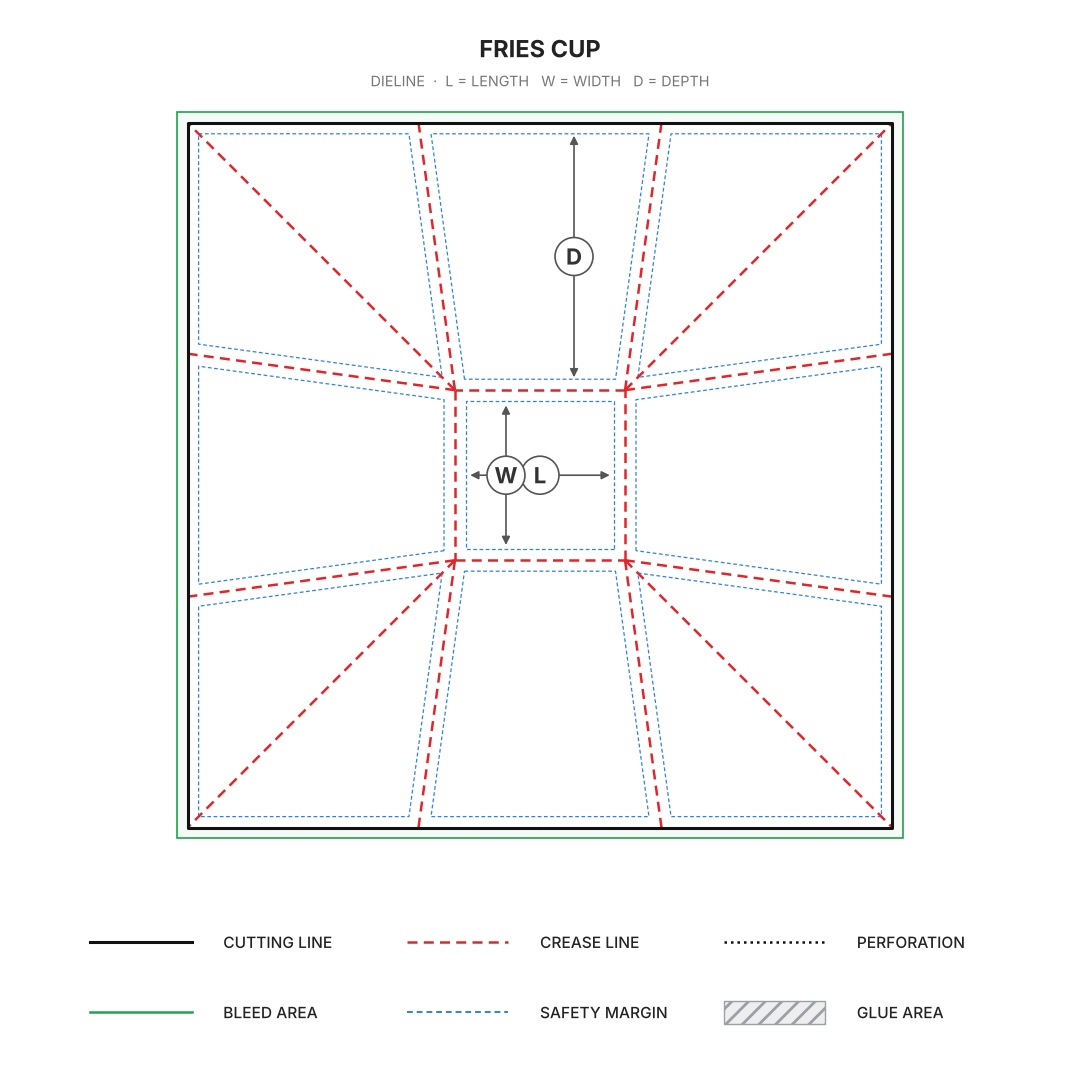 FRIES CUP
DIELINE · L = LENGTH W = WIDTH D = DEPTH
D
W L
CUTTING LINE
CREASE LINE
PERFORATION
BLEED AREA
SAFETY MARGIN
GLUE AREA